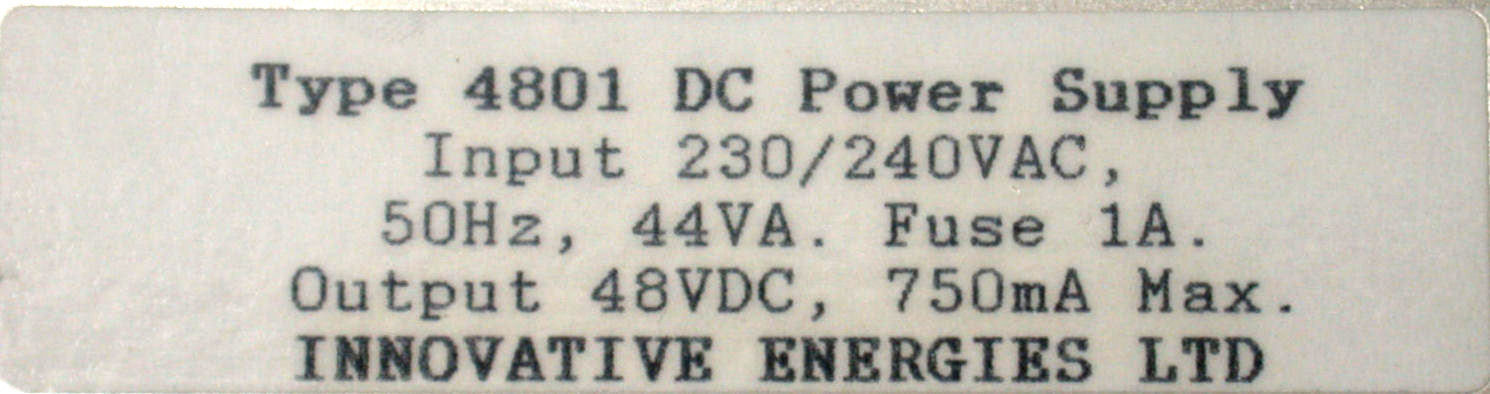 Type 4801 DC Power Supply
Input 230/240VAC,
50Hz, 44VA. Fuse 1A.
Output 48VDC, 750mA Max.
INNOVATIVE ENERGIES LTD